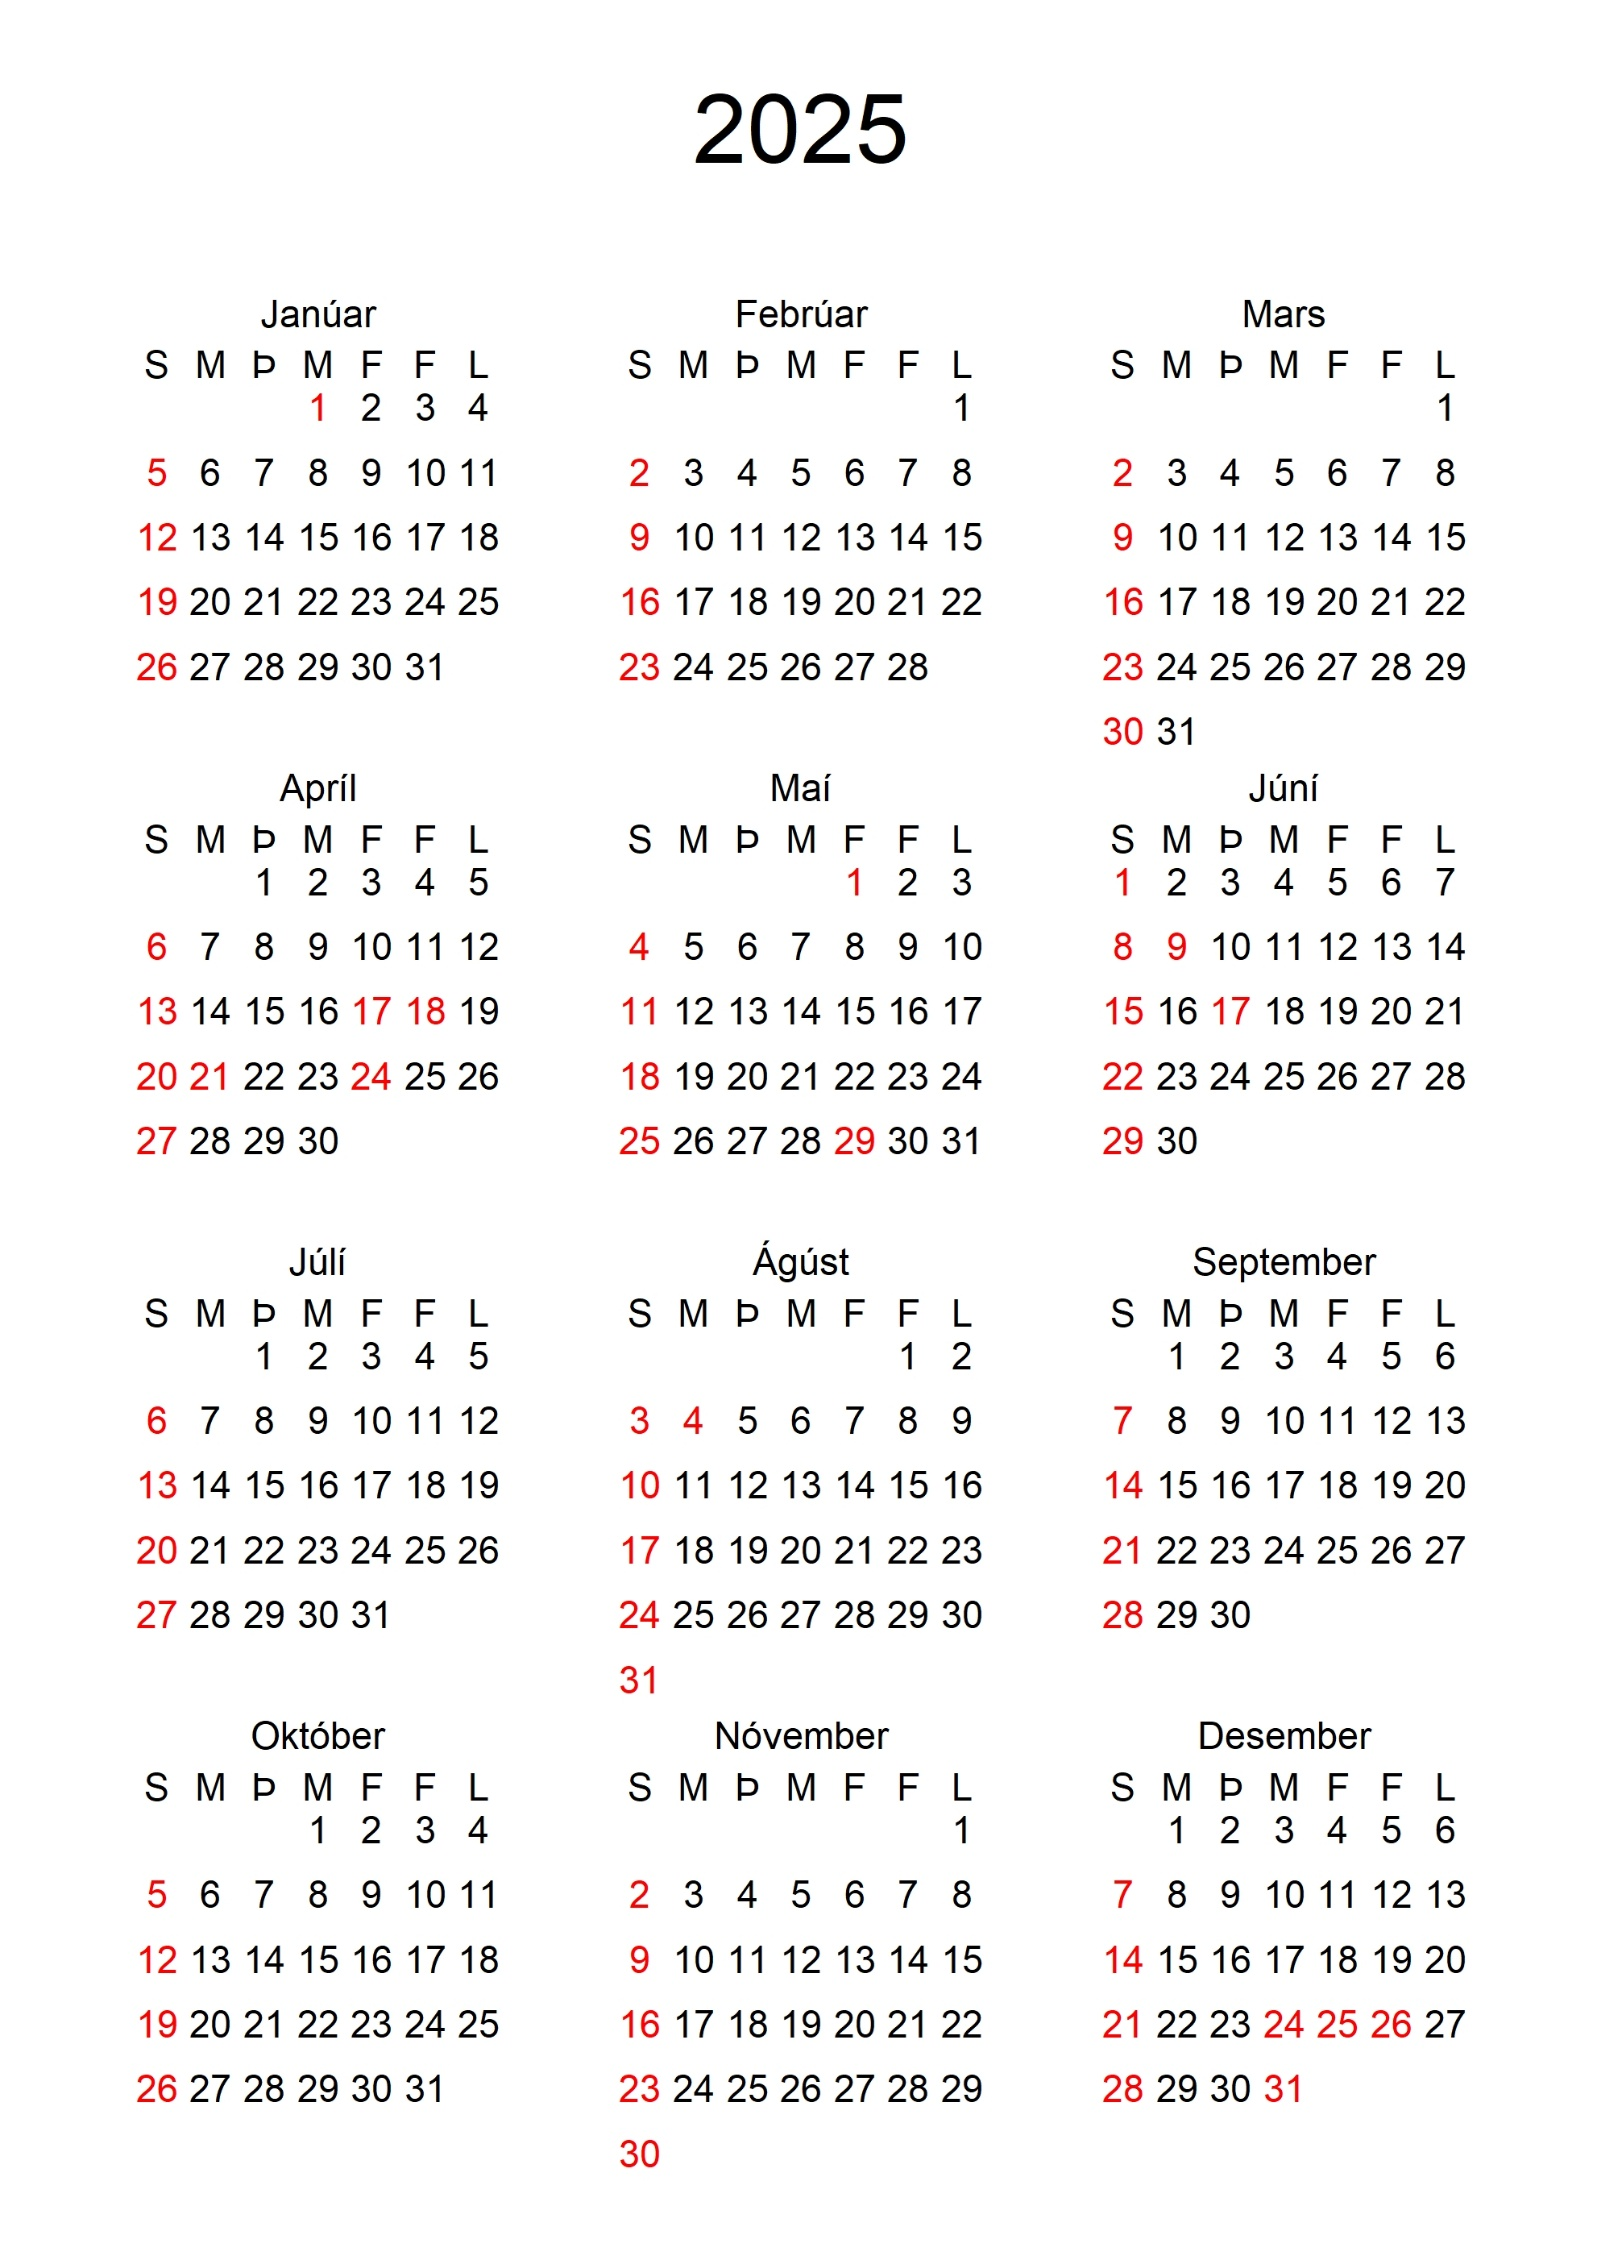 2025
Janúar
S M Þ M F F L
1 2 3 4
5 6 7 8 9 10 11
12 13 14 15 16 17 18
19 20 21 22 23 24 25
26 27 28 29 30 31
Febrúar
S M Þ M F F L
1
2 3 4 5 6 7 8
9 10 11 12 13 14 15
16 17 18 19 20 21 22
23 24 25 26 27 28
Mars
S M Þ M F F L
1
2 3 4 5 6 7 8
9 10 11 12 13 14 15
16 17 18 19 20 21 22
23 24 25 26 27 28 29
30 31
Apríl
S M Þ M F F L
1 2 3 4 5
6 7 8 9 10 11 12
13 14 15 16 17 18 19
20 21 22 23 24 25 26
27 28 29 30
Maí
S M Þ M F F L
1 2 3
4 5 6 7 8 9 10
11 12 13 14 15 16 17
18 19 20 21 22 23 24
25 26 27 28 29 30 31
Júní
S M Þ M F F L
1 2 3 4 5 6 7
8 9 10 11 12 13 14
15 16 17 18 19 20 21
22 23 24 25 26 27 28
29 30
Júlí
S M Þ M F F L
1 2 3 4 5
6 7 8 9 10 11 12
13 14 15 16 17 18 19
20 21 22 23 24 25 26
27 28 29 30 31
Ágúst
S M Þ M F F L
1 2
3 4 5 6 7 8 9
10 11 12 13 14 15 16
17 18 19 20 21 22 23
24 25 26 27 28 29 30
31
September
S M Þ M F F L
1 2 3 4 5 6
7 8 9 10 11 12 13
14 15 16 17 18 19 20
21 22 23 24 25 26 27
28 29 30
Október
S M Þ M F F L
1 2 3 4
5 6 7 8 9 10 11
12 13 14 15 16 17 18
19 20 21 22 23 24 25
26 27 28 29 30 31
Nóvember
S M Þ M F F L
1
2 3 4 5 6 7 8
9 10 11 12 13 14 15
16 17 18 19 20 21 22
23 24 25 26 27 28 29
30
Desember
S M Þ M F F L
1 2 3 4 5 6
7 8 9 10 11 12 13
14 15 16 17 18 19 20
21 22 23 24 25 26 27
28 29 30 31